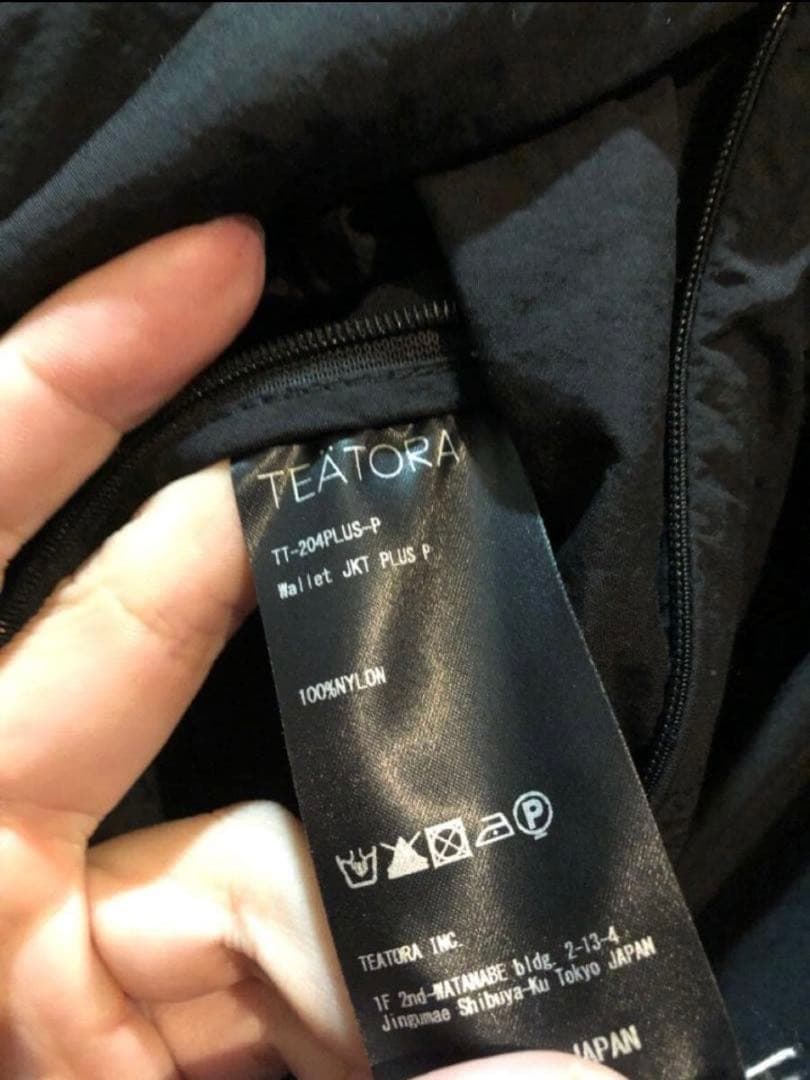 TEÄTORA
TT-204PLUS-P
Wallet JKT PLUS P
100%NYLON
P
TEATORA INC.
1F 2nd-WATANABE bldg. 2-13-4
Jingumae Shibuya-Ku Tokyo JAPAN
JAPAN